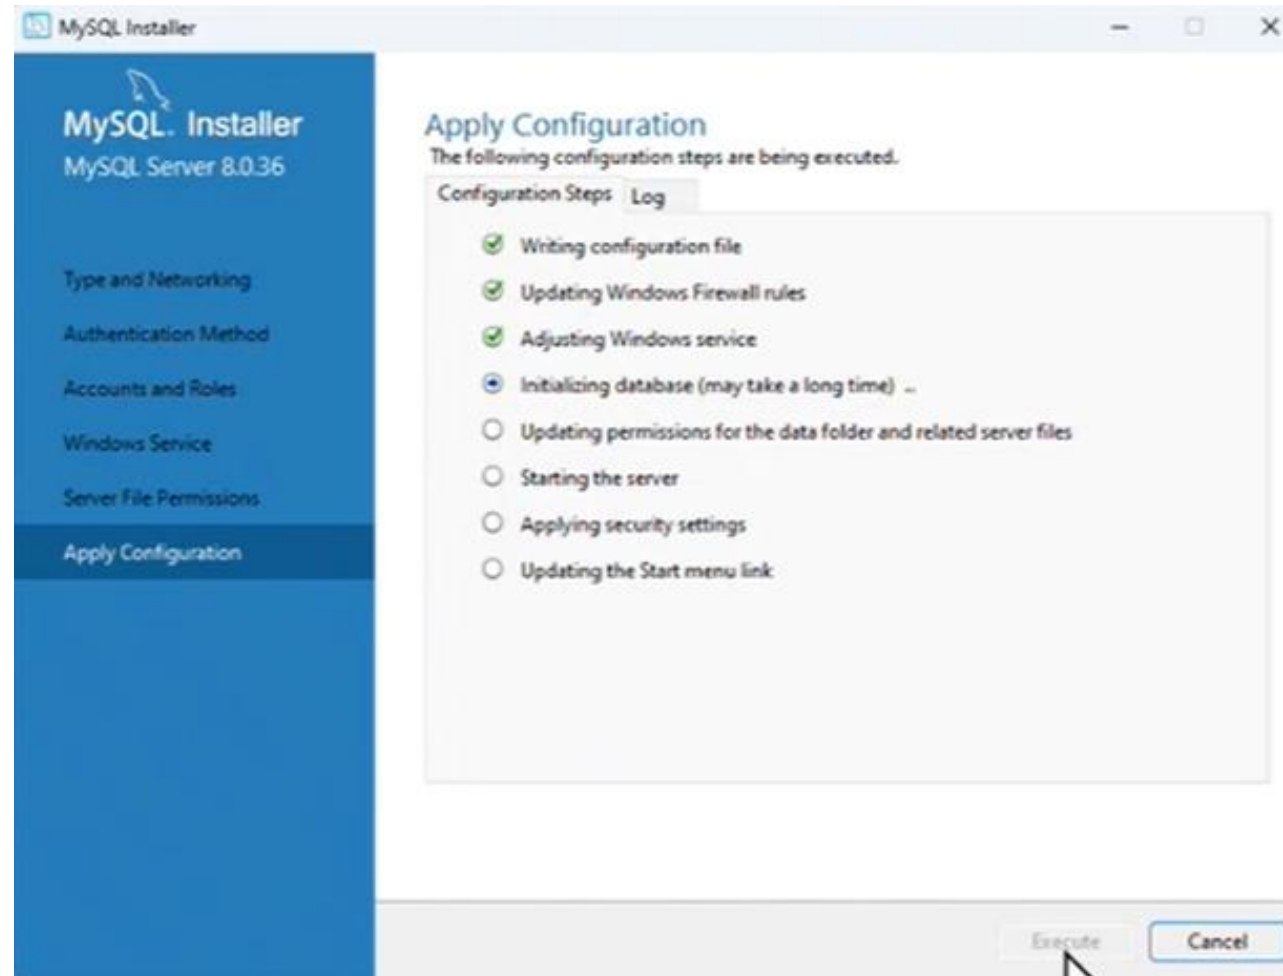 MySQL Installer
MySQL. Installer
MySQL Server 8.0.36
Type and Networking
Authentication Method
Accounts and Roles
Windows Service
Server File Permissions
Apply Configuration
Apply Configuration
The following configuration steps are being executed.
Configuration Steps Log
Writing configuration file
Updating Windows Firewall rules
Adjusting Windows service
Initializing database (may take a long time) ...
Updating permissions for the data folder and related server files
Starting the server
Applying security settings
Updating the Start menu link
Execute Cancel